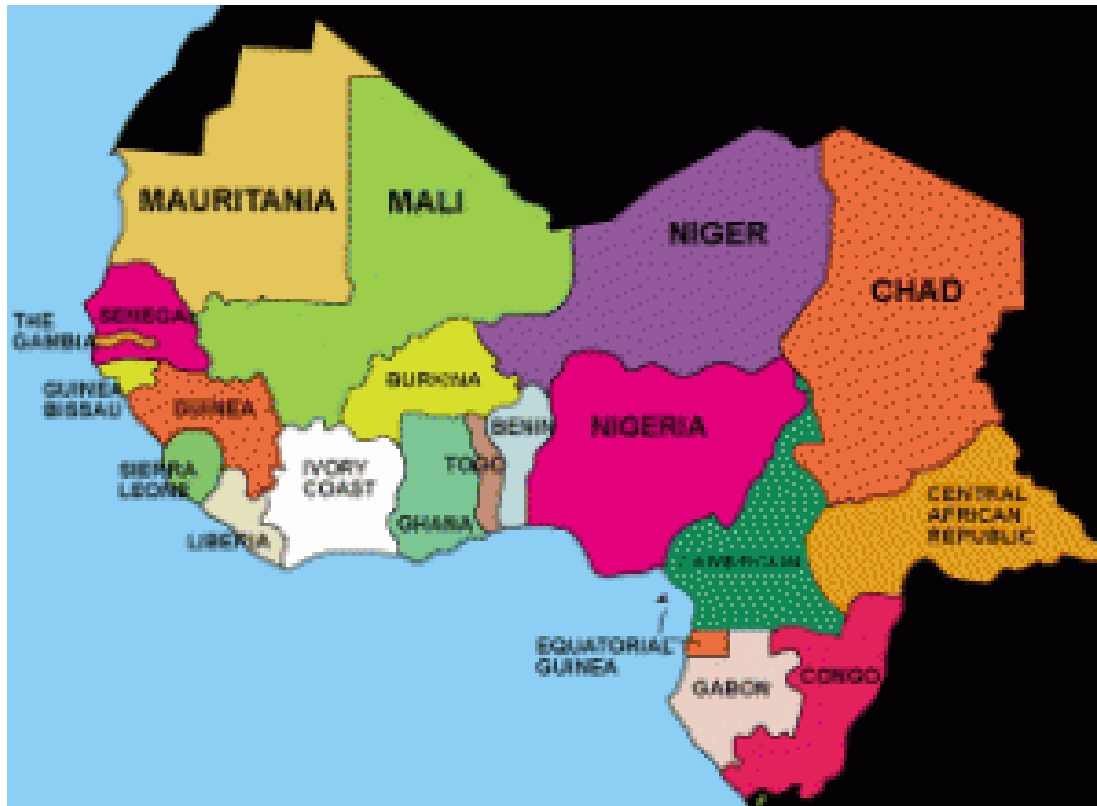 MAURITANIA
MALI
NIGER
CHAD
SENEGAL
THE
GAMBIA
GUINEA
BISSAU
GUINEA
BURKINA
BENIN
NIGERIA
SIERRA
LEONE
IVORY
COAST
TOGO
GHANA
LIBERIA
CENTRAL
AFRICAN
REPUBLIC
EQUATORIAL
GUINEA
GABON
CONGO